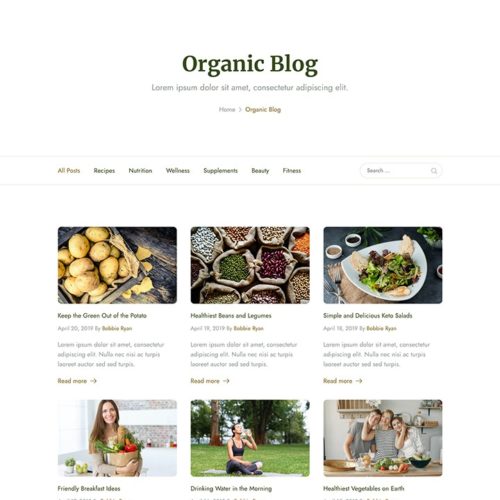 Organic Blog
Lorem ipsum dolor sit amet, consectetur adipiscing elit.
Home > Organic Blog
All Posts Recipes Nutrition Wellness Supplements Beauty Fitness Search ...
Keep the Green Out of the Potato
April 20, 2019 By Bobbie Ryan
Lorem ipsum dolor sit amet, consectetur
adipiscing elit. Nulla nec nisi ac turpis
laoreet auctor eget sed turpis.
Read more →
Healthiest Beans and Legumes
April 19, 2019 By Bobbie Ryan
Lorem ipsum dolor sit amet, consectetur
adipiscing elit. Nulla nec nisi ac turpis
laoreet auctor eget sed turpis.
Read more →
Simple and Delicious Keto Salads
April 18, 2019 By Bobbie Ryan
Lorem ipsum dolor sit amet, consectetur
adipiscing elit. Nulla nec nisi ac turpis
laoreet auctor eget sed turpis.
Read more →
Friendly Breakfast Ideas
Drinking Water in the Morning
Healthiest Vegetables on Earth